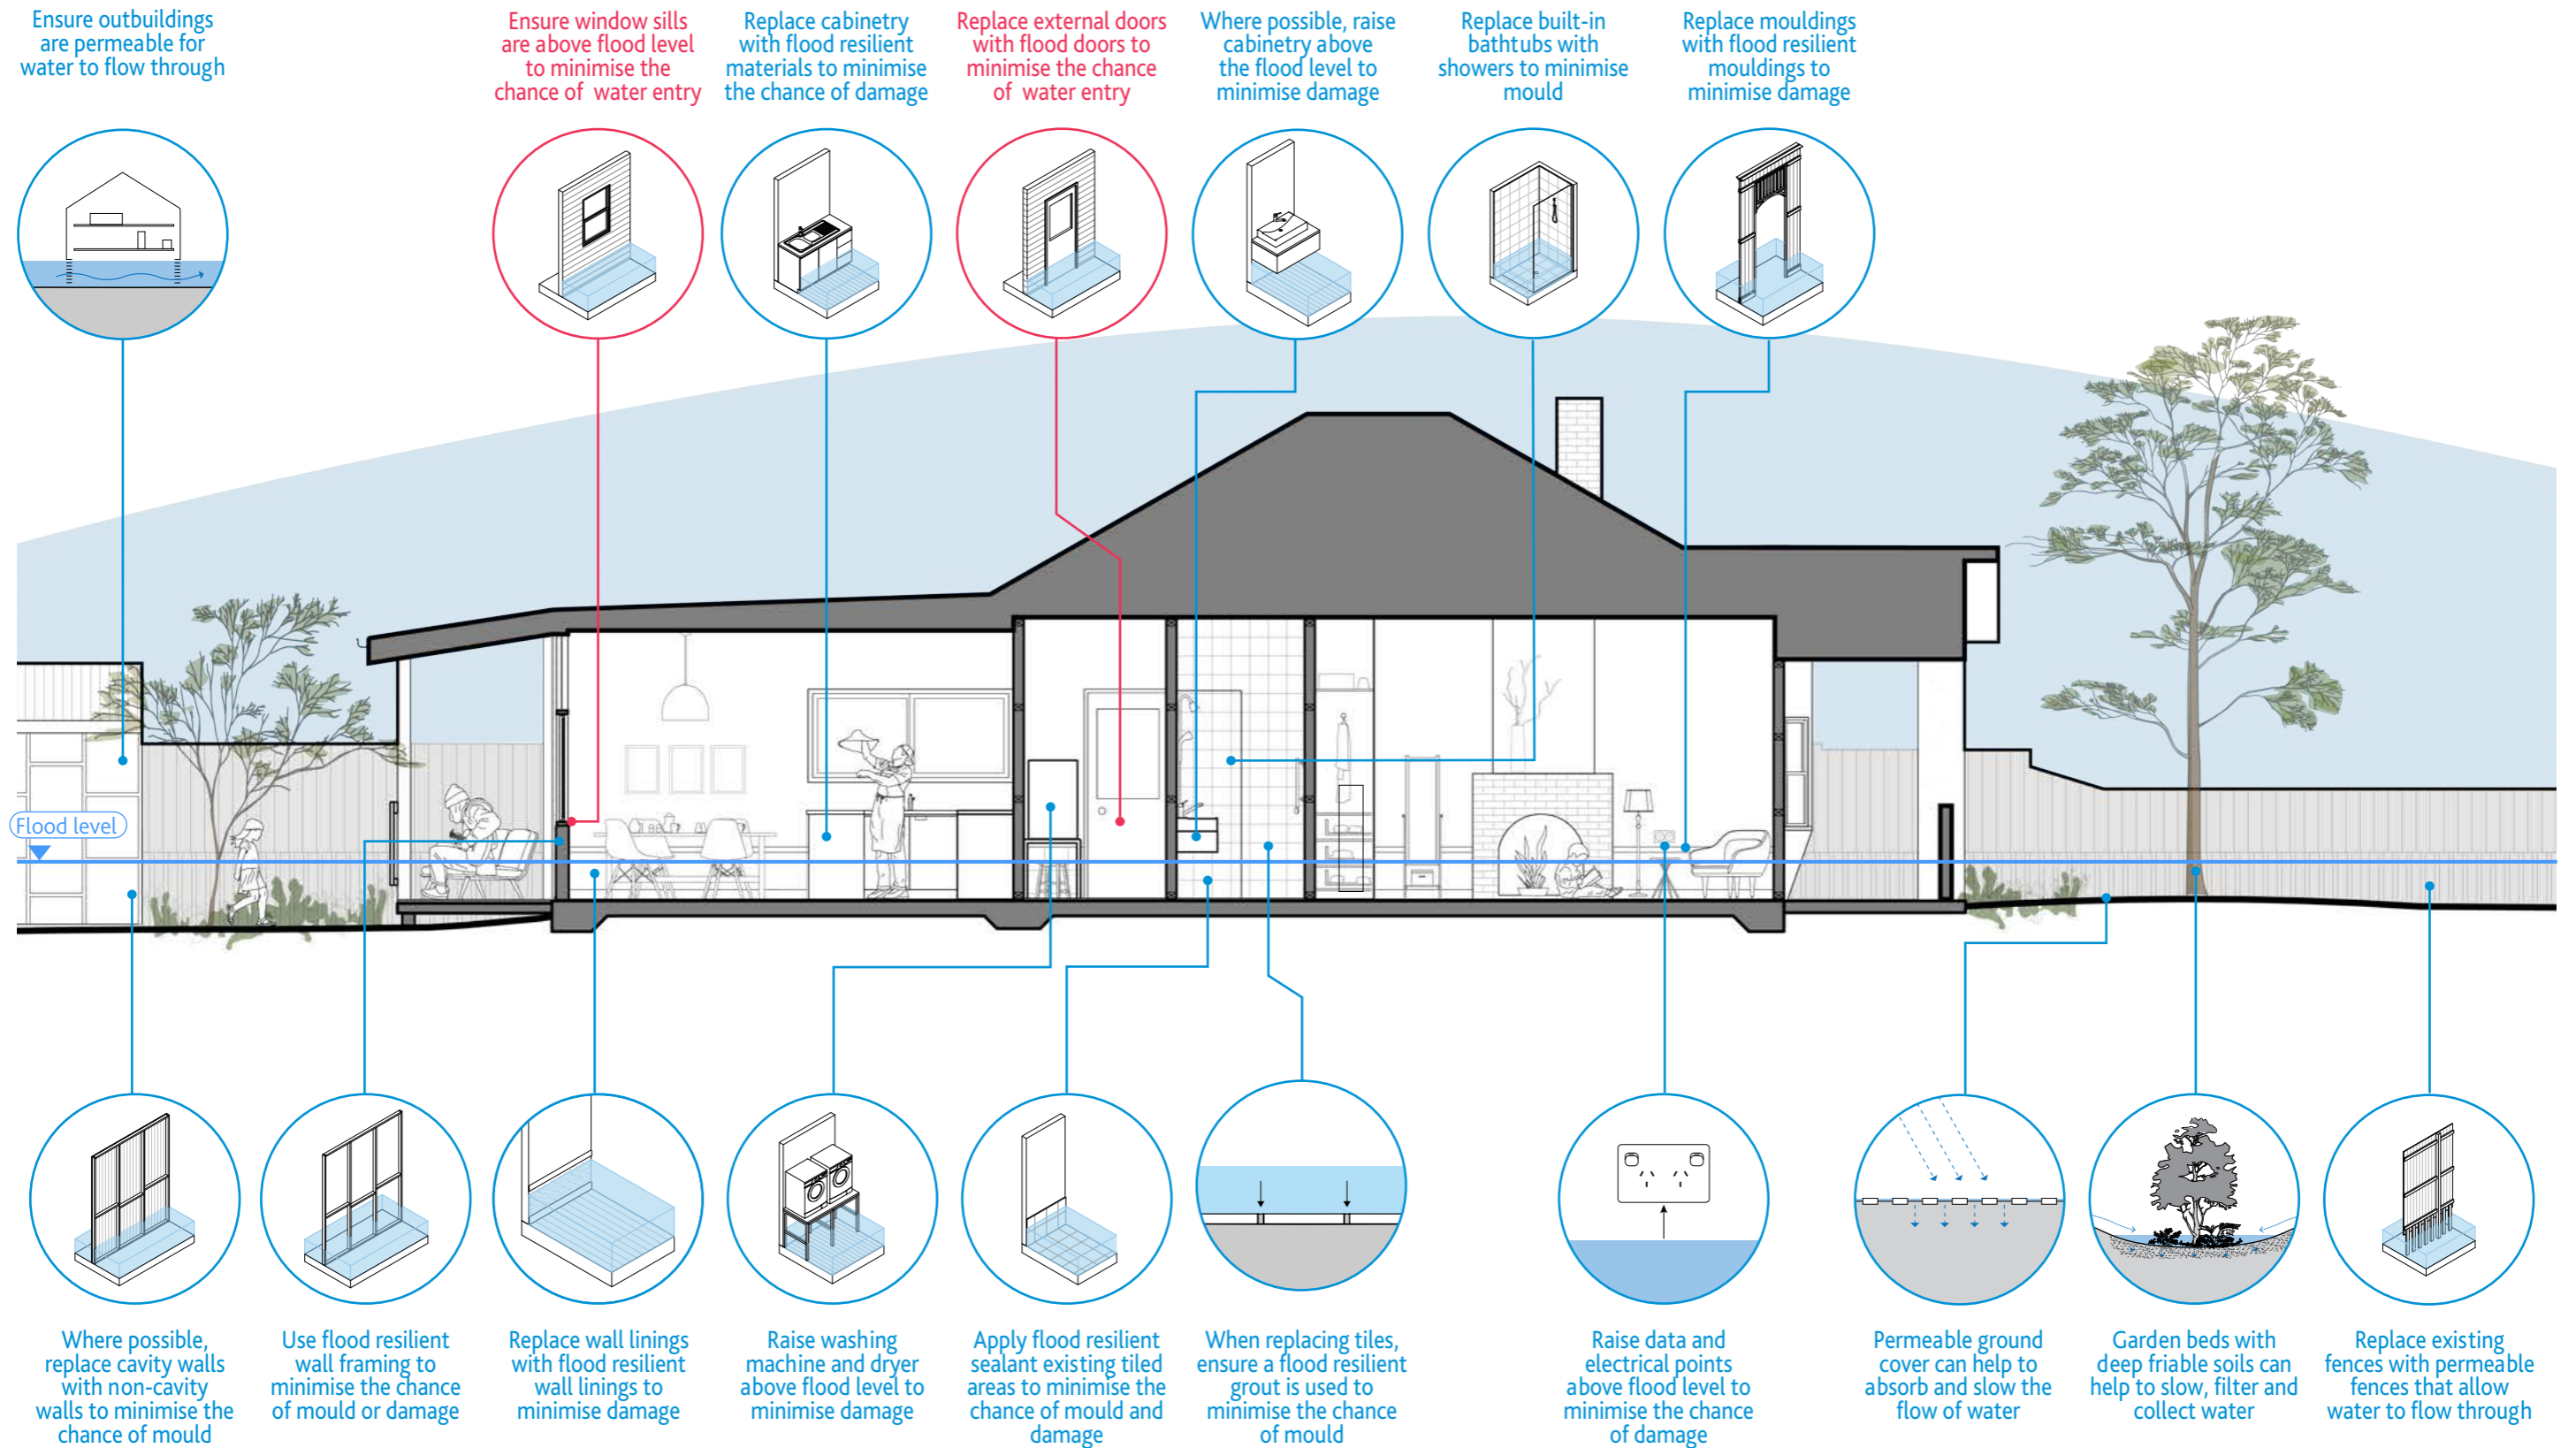 Ensure outbuildings
are permeable for
water to flow through
Ensure window sills
are above flood level
to minimise the
chance of water entry
Replace cabinetry
with flood resilient
materials to minimise
the chance of damage
Replace external doors
with flood doors to
minimise the chance
of water entry
Where possible, raise
cabinetry above
the flood level to
minimise damage
Replace built-in
bathtubs with
showers to minimise
mould
Replace mouldings
with flood resilient
mouldings to
minimise damage
Flood level
Where possible,
replace cavity walls
with non-cavity
walls to minimise the
chance of mould
Use flood resilient
wall framing to
minimise the chance
of mould or damage
Replace wall linings
with flood resilient
wall linings to
minimise damage
Raise washing
machine and dryer
above flood level to
minimise damage
Apply flood resilient
sealant existing tiled
areas to minimise the
chance of mould and
damage
When replacing tiles,
ensure a flood resilient
grout is used to
minimise the chance
of mould
Raise data and
electrical points
above flood level to
minimise the chance
of damage
Permeable ground
cover can help to
absorb and slow the
flow of water
Garden beds with
deep friable soils can
help to slow, filter and
collect water
Replace existing
fences with permeable
fences that allow
water to flow through